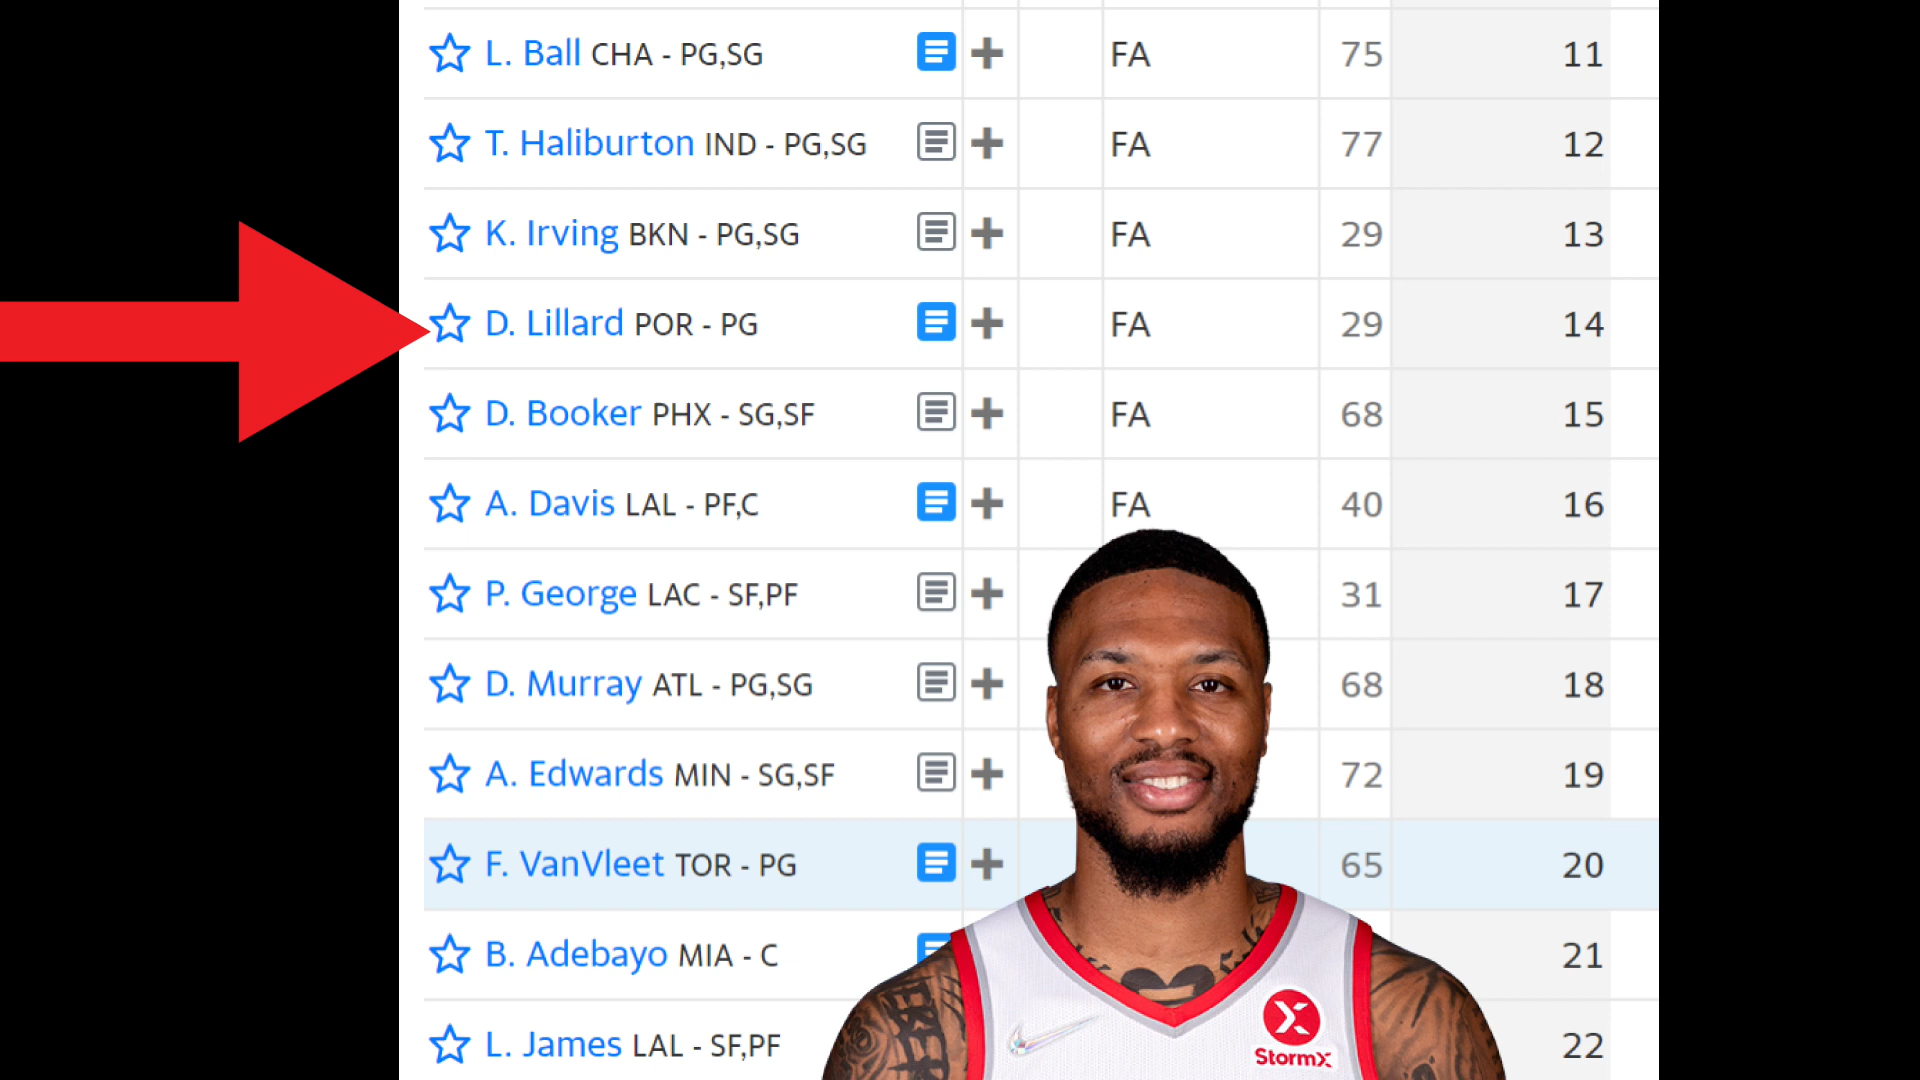 L. Ball CHA - PG,SG FA 75 11
T. Haliburton IND - PG,SG FA 77 12
K. Irving BKN - PG,SG FA 29 13
D. Lillard POR - PG FA 29 14
D. Booker PHX - SG,SF FA 68 15
A. Davis LAL - PF,C FA 40 16
P. George LAC - SF,PF 31 17
D. Murray ATL - PG,SG 68 18
A. Edwards MIN - SG,SF 72 19
F. VanVleet TOR - PG 65 20
B. Adebayo MIA - C 21
L. James LAL - SF,PF 22
StormX